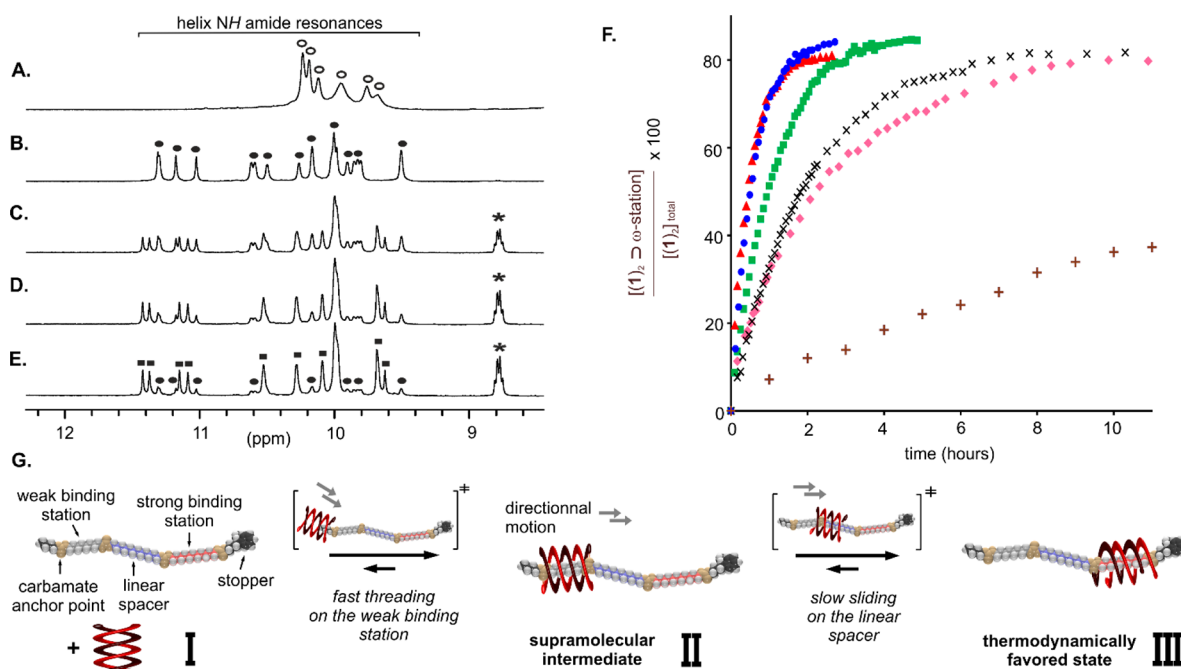 helix NH amide resonances
A.
B.
C.
D.
E.
*
*
*
12
11
10
9
(ppm)
F.
[(1)₂ ⊃ ω-station]
[(1)₂] total
x 100
80
60
40
20
0
0
2
4
6
8
10
time (hours)
G.
weak binding
station
strong binding
station
carbamate
anchor point
linear
spacer
stopper
+
I
‡
fast threading
on the weak binding
station
directionnal
motion
supramolecular
intermediate
II
‡
slow sliding
on the linear
spacer
thermodynamically
favored state
III